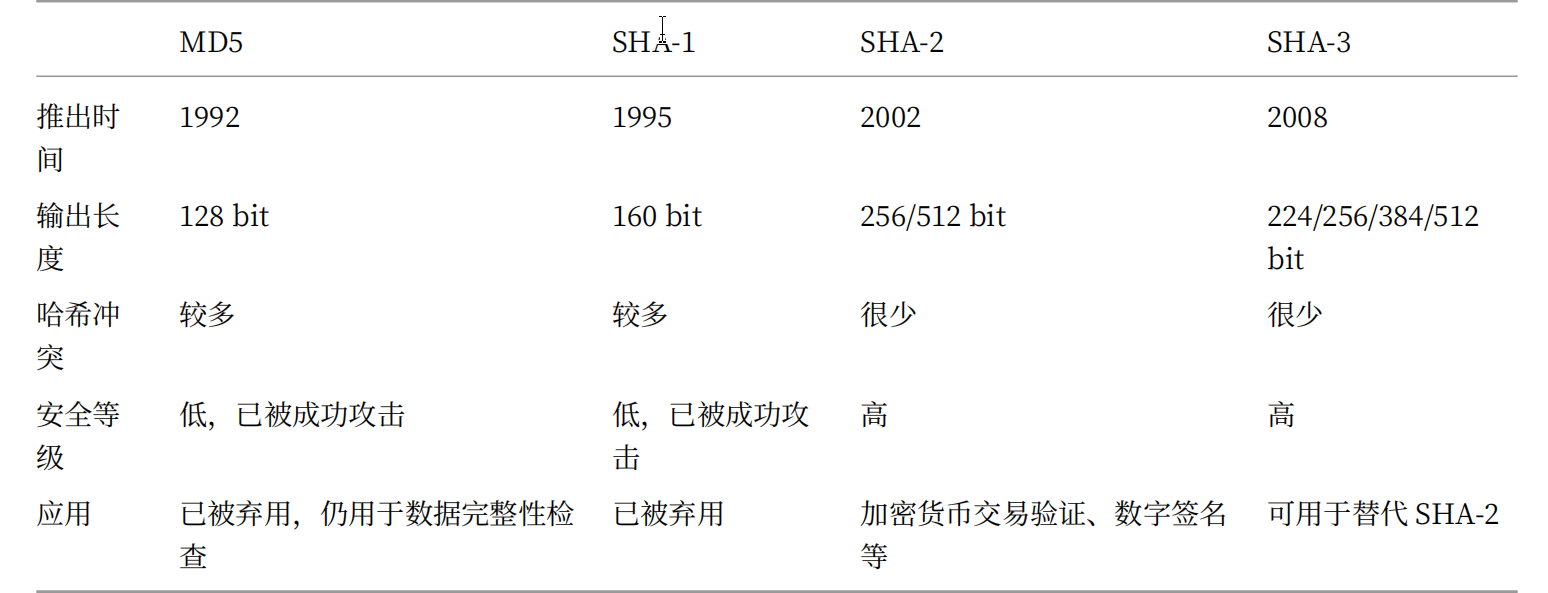 MD5 SHA-1 SHA-2 SHA-3
推出时间 1992 1995 2002 2008
输出长度 128 bit 160 bit 256/512 bit 224/256/384/512 bit
哈希冲突 较多 较多 很少 很少
安全等级 低，已被成功攻击 低，已被成功攻击 高 高
应用 已被弃用，仍用于数据完整性检查 已被弃用 加密货币交易验证、数字签名等 可用于替代 SHA-2